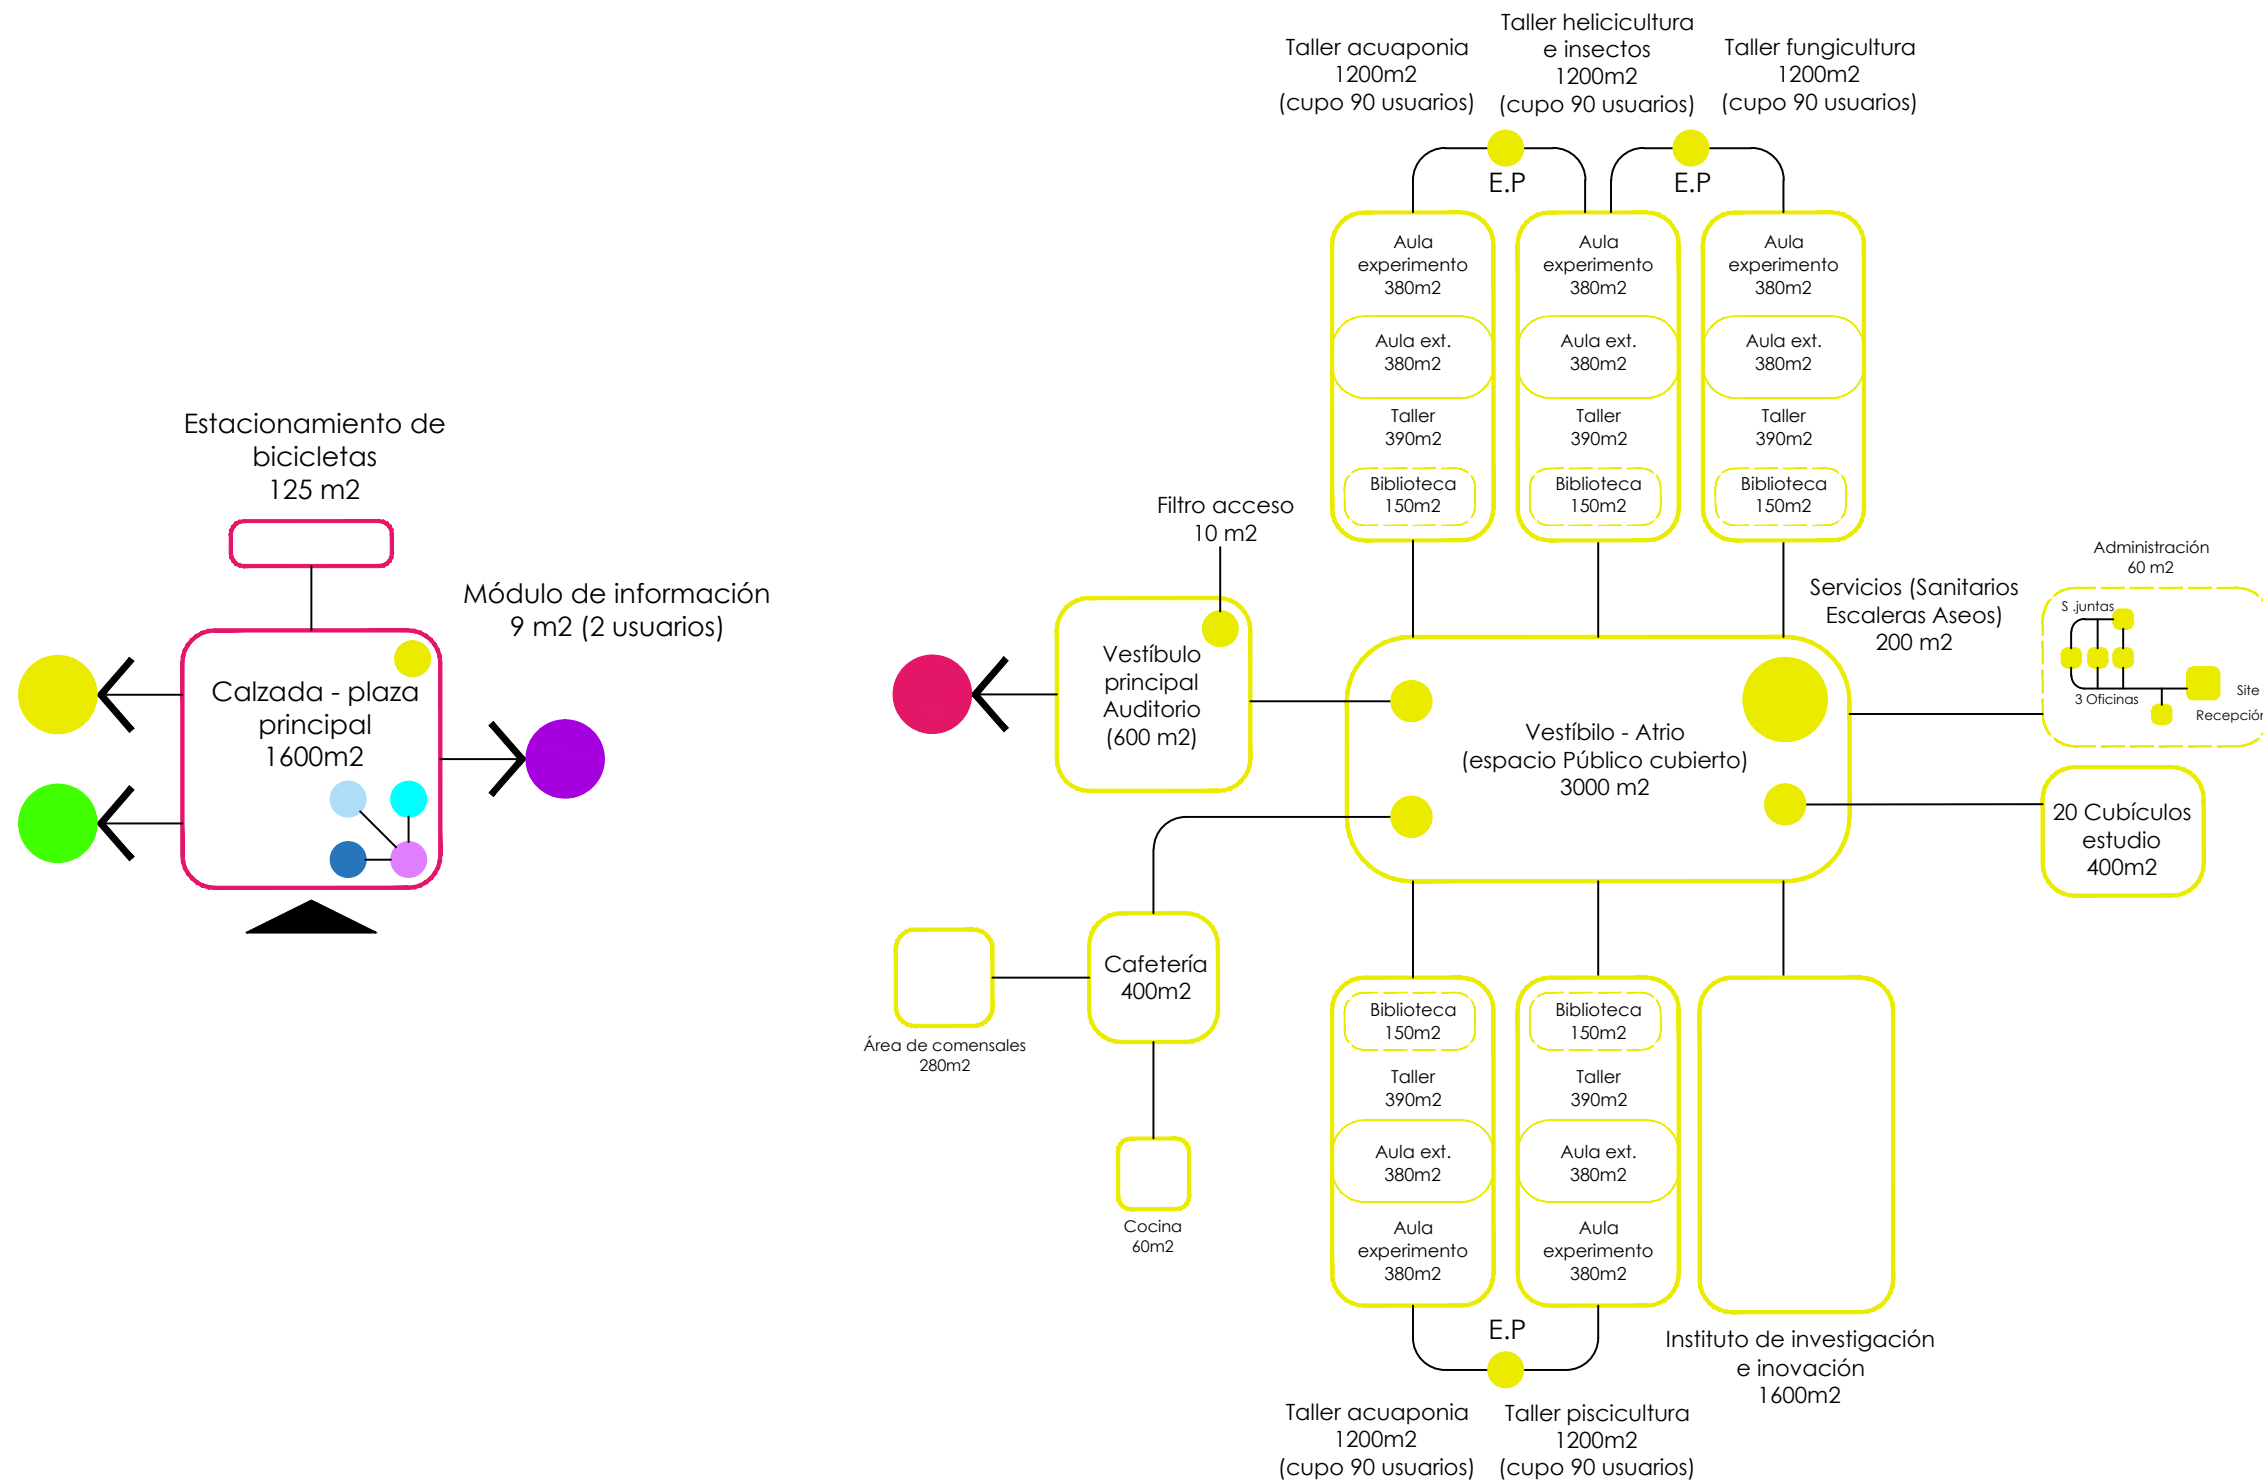 Estacionamiento de
bicicletas
125 m2
Módulo de información
9 m2 (2 usuarios)
Calzada - plaza
principal
1600m2
Taller acuaponia
1200m2
(cupo 90 usuarios)
Taller helicicultura
e insectos
1200m2
(cupo 90 usuarios)
Taller fungicultura
1200m2
(cupo 90 usuarios)
E.P
E.P
Aula
experimento
380m2
Aula ext.
380m2
Taller
390m2
Biblioteca
150m2
Aula
experimento
380m2
Aula ext.
380m2
Taller
390m2
Biblioteca
150m2
Aula
experimento
380m2
Aula ext.
380m2
Taller
390m2
Biblioteca
150m2
Filtro acceso
10 m2
Vestíbulo
principal
Auditorio
(600 m2)
Servicios (Sanitarios
Escaleras Aseos)
200 m2
Administración
60 m2
S .juntas
3 Oficinas
Site
Recepción
Vestíbilo - Atrio
(espacio Público cubierto)
3000 m2
20 Cubículos
estudio
400m2
Cafetería
400m2
Área de comensales
280m2
Cocina
60m2
Biblioteca
150m2
Taller
390m2
Aula ext.
380m2
Aula
experimento
380m2
Biblioteca
150m2
Taller
390m2
Aula ext.
380m2
Aula
experimento
380m2
E.P
Instituto de investigación
e inovación
1600m2
Taller acuaponia
1200m2
(cupo 90 usuarios)
Taller piscicultura
1200m2
(cupo 90 usuarios)